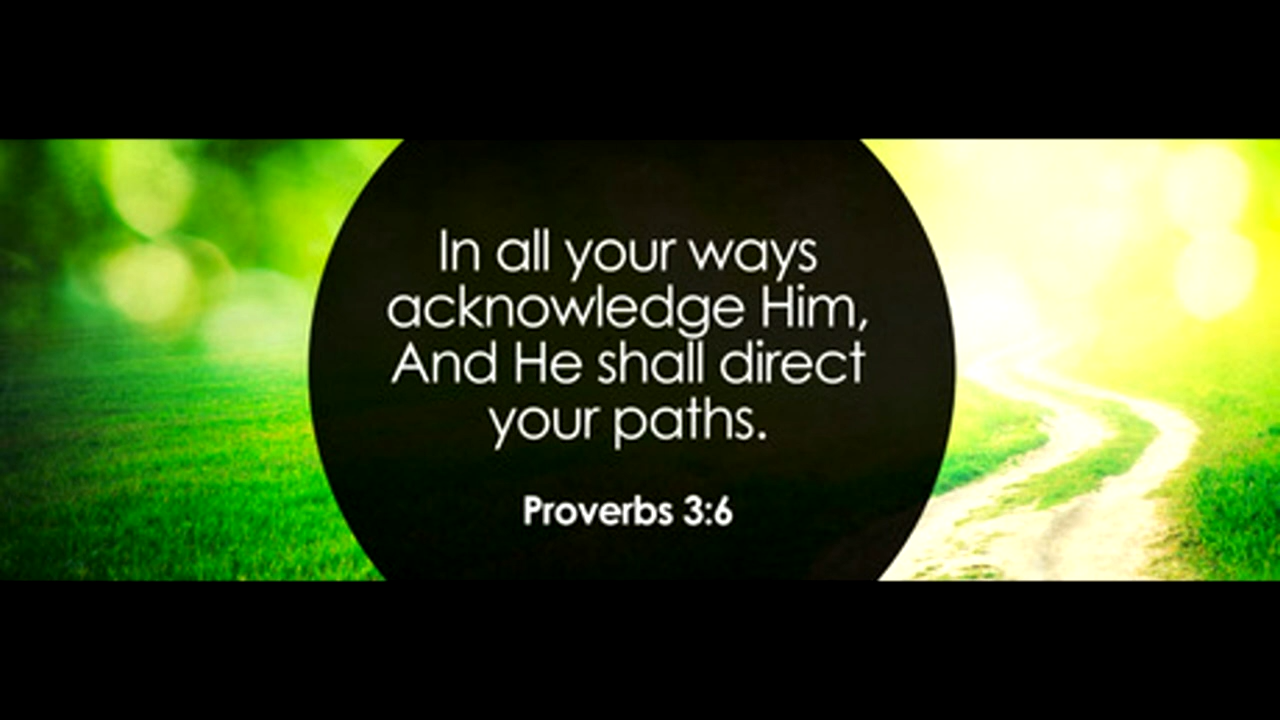 In all your ways
acknowledge Him,
And He shall direct
your paths.
Proverbs 3:6